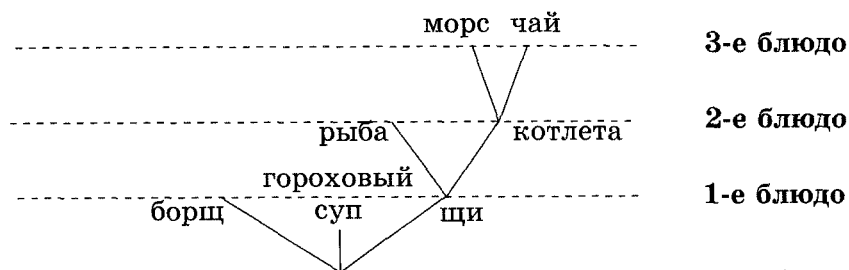 морс чай
3-е блюдо
рыба
котлета
2-е блюдо
гороховый
суп
борщ
щи
1-е блюдо